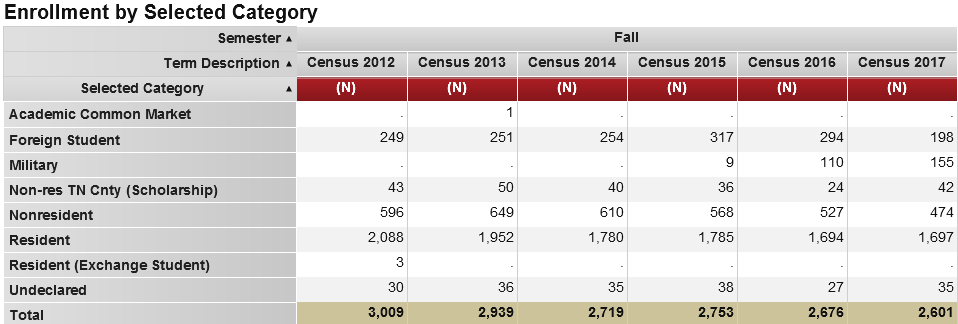 Enrollment by Selected Category
Semester ▲ Fall
Term Description ▲ Census 2012 Census 2013 Census 2014 Census 2015 Census 2016 Census 2017
Selected Category ▲ (N) (N) (N) (N) (N) (N)
Academic Common Market . 1 . . . .
Foreign Student 249 251 254 317 294 198
Military . . . 9 110 155
Non-res TN Cnty (Scholarship) 43 50 40 36 24 42
Nonresident 596 649 610 568 527 474
Resident 2,088 1,952 1,780 1,785 1,694 1,697
Resident (Exchange Student) 3 . . . . .
Undeclared 30 36 35 38 27 35
Total 3,009 2,939 2,719 2,753 2,676 2,601